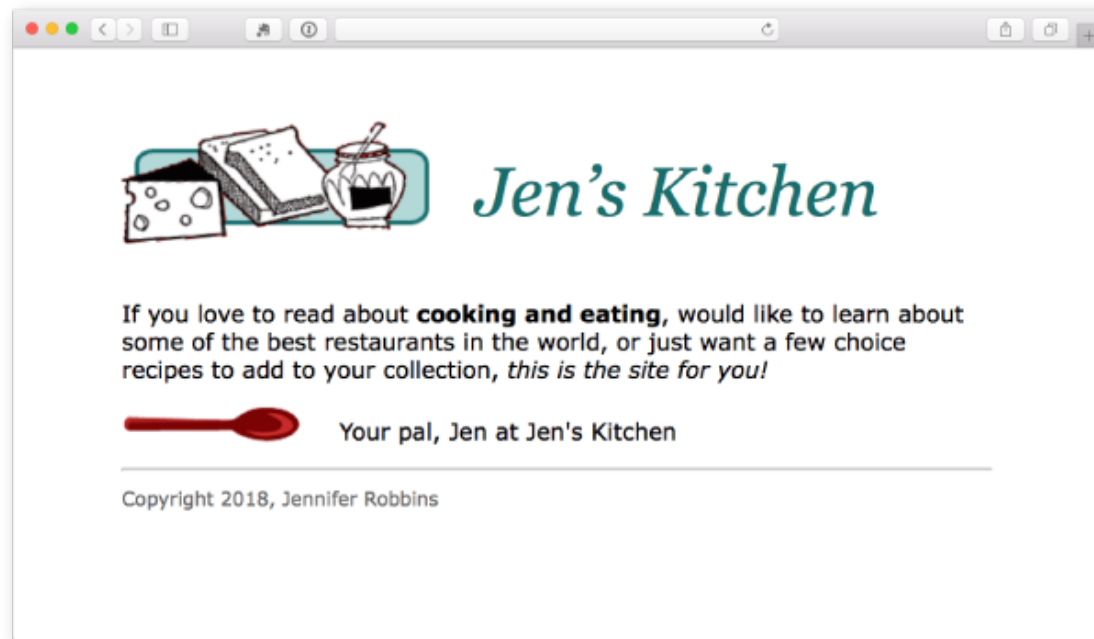 Jen’s Kitchen
If you love to read about cooking and eating, would like to learn about
some of the best restaurants in the world, or just want a few choice
recipes to add to your collection, this is the site for you!
Your pal, Jen at Jen's Kitchen
Copyright 2018, Jennifer Robbins